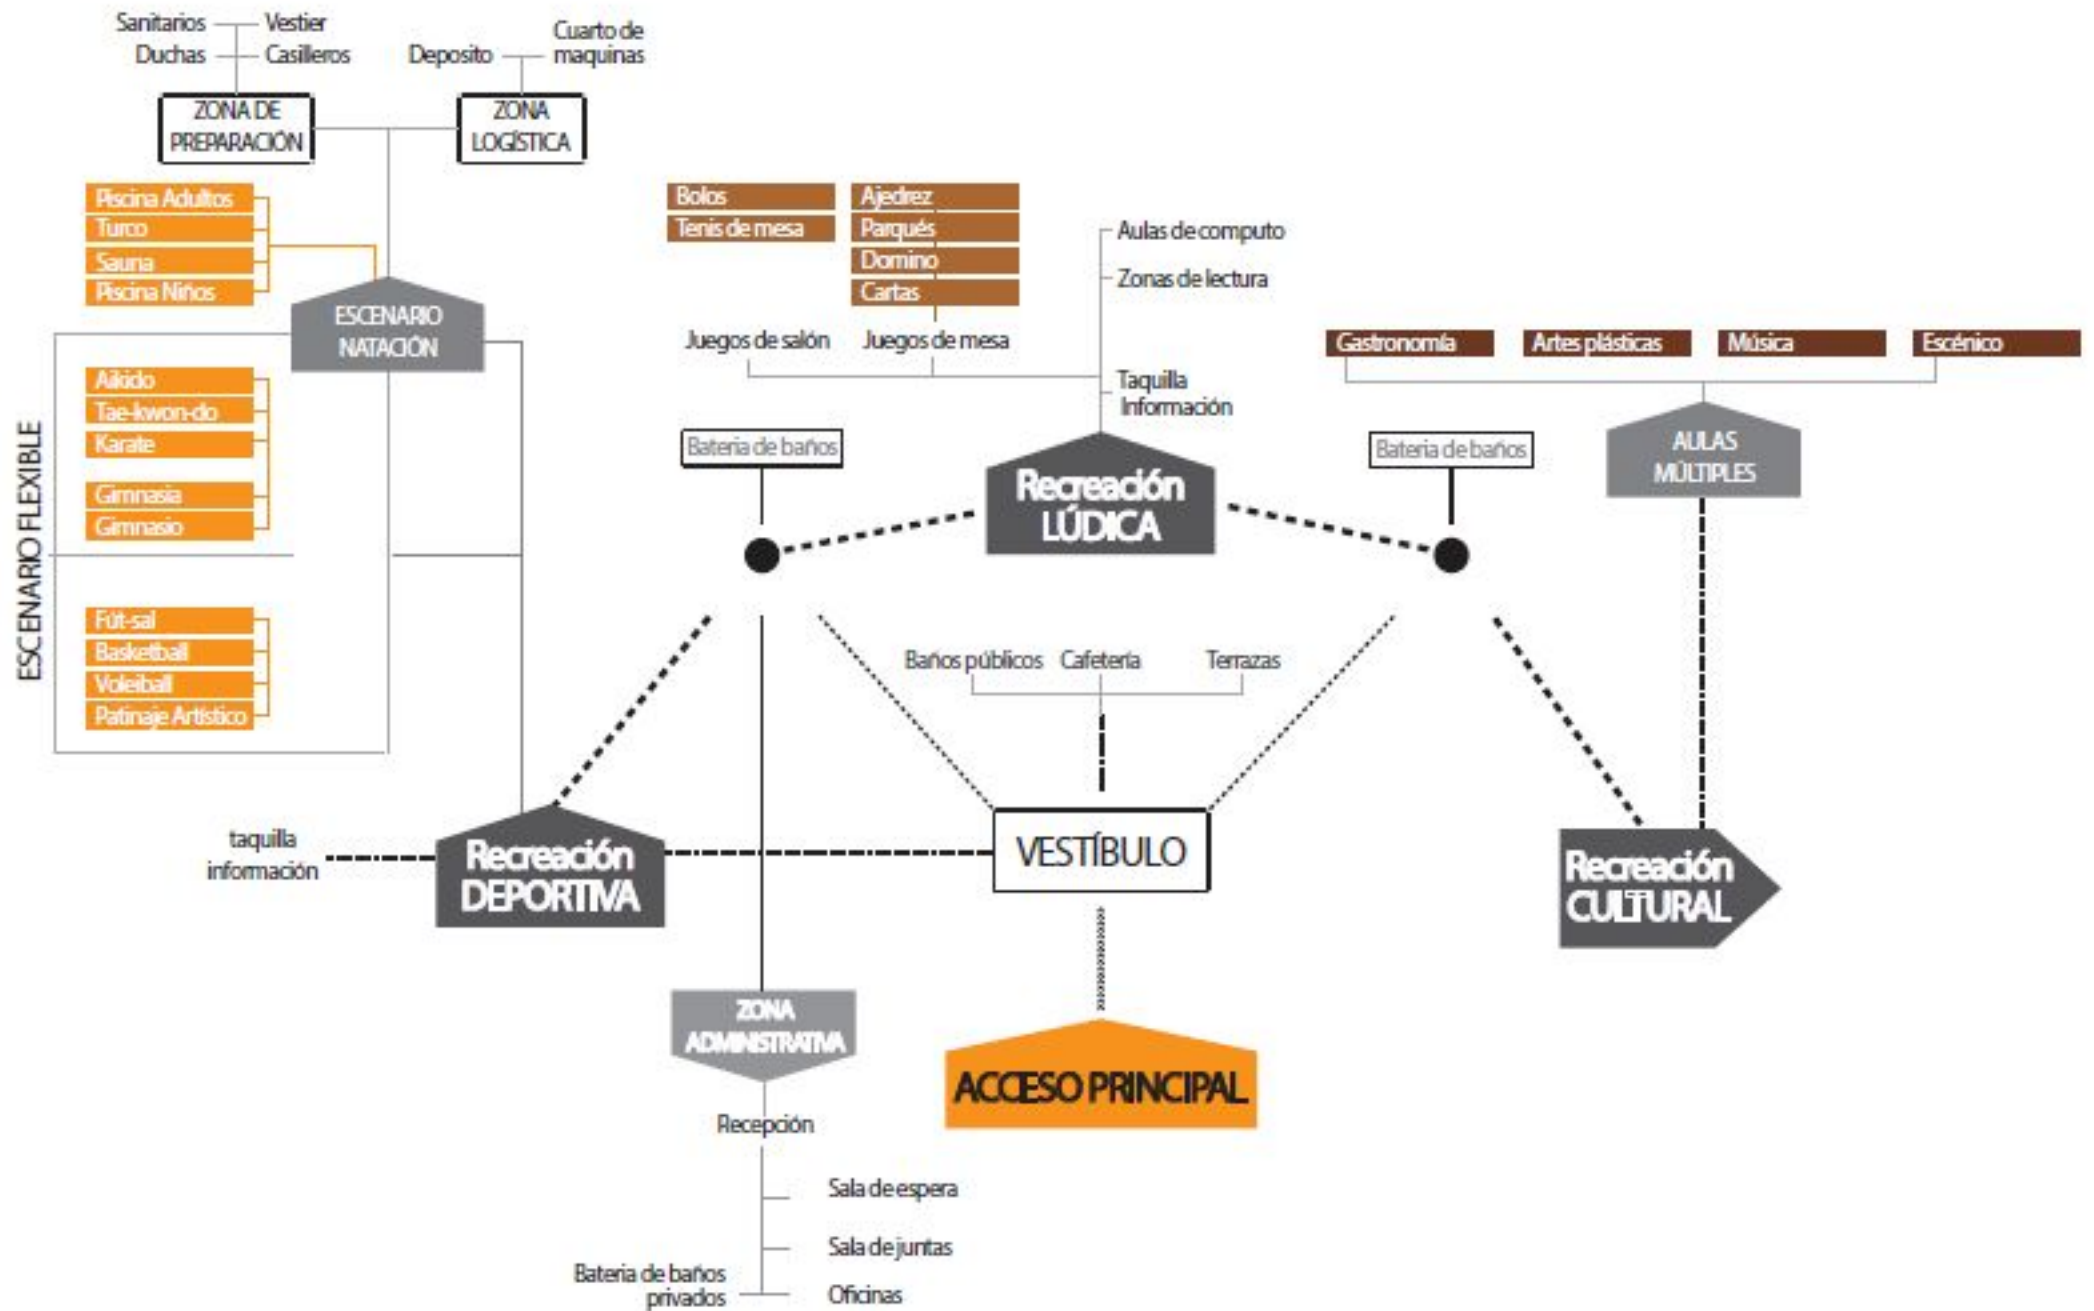 Sanitarios
Vestier
Duchas
Casilleros
Deposito
Cuarto de
maquinas
ZONA DE
PREPARACIÓN
ZONA
LOGÍSTICA
Piscina Adultos
Turco
Sauna
Piscina Niños
ESCENARIO
NATACIÓN
ESCENARIO FLEXIBLE
Aikido
Tae-kwon-do
Karate
Gimnasia
Gimnasio
Fút-sal
Basketball
Voleiball
Patinaje Artístico
Bolos
Tenis de mesa
Ajedrez
Parqués
Domino
Cartas
Juegos de salón
Juegos de mesa
Aulas de computo
Zonas de lectura
Taquilla
Información
Gastronomía
Artes plásticas
Música
Escénico
Bateria de baños
Recreación
LÚDICA
Bateria de baños
AULAS
MÚLTIPLES
Baños públicos
Cafetería
Terrazas
taquilla
información
Recreación
DEPORTIVA
VESTÍBULO
Recreación
CULTURAL
ZONA
ADMINISTRATIVA
ACCESO PRINCIPAL
Recepción
Sala de espera
Sala de juntas
Bateria de baños
privados
Oficinas